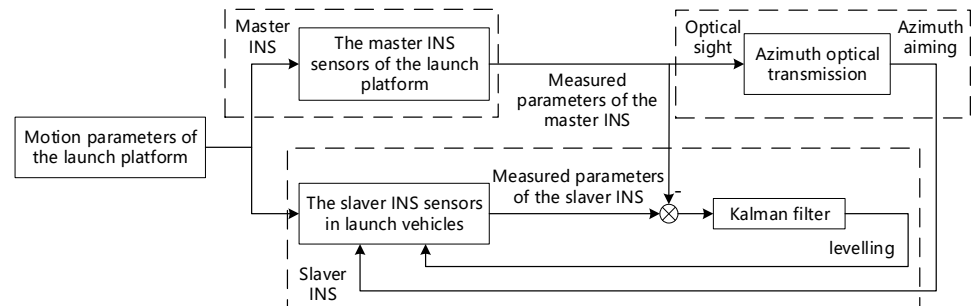 Master
INS
The master INS
sensors of the launch
platform
Optical
sight
Azimuth optical
transmission
Azimuth
aiming
Measured
parameters of the
master INS
Motion parameters of
the launch platform
The slaver INS sensors
in launch vehicles
Measured parameters
of the slaver INS
-
Kalman filter
levelling
Slaver
INS